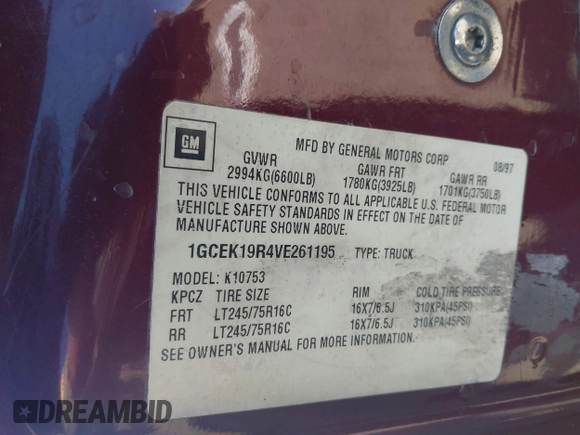 GM
MFD BY GENERAL MOTORS CORP 08/97
GVWR GAWR FRT GAWR RR
2994KG(6600LB) 1780KG(3925LB) 1701KG(3750LB)
THIS VEHICLE CONFORMS TO ALL APPLICABLE U.S. FEDERAL MOTOR
VEHICLE SAFETY STANDARDS IN EFFECT ON THE DATE OF
MANUFACTURE SHOWN ABOVE.
1GCEK19R4VE261195 TYPE: TRUCK
MODEL: K10753
KPCZ TIRE SIZE RIM COLD TIRE PRESSURE
FRT LT245/75R16C 16X7/6.5J 310KPA(45PSI)
RR LT245/75R16C 16X7/6.5J 310KPA(45PSI)
SEE OWNER'S MANUAL FOR MORE INFORMATION.
DREAMBID